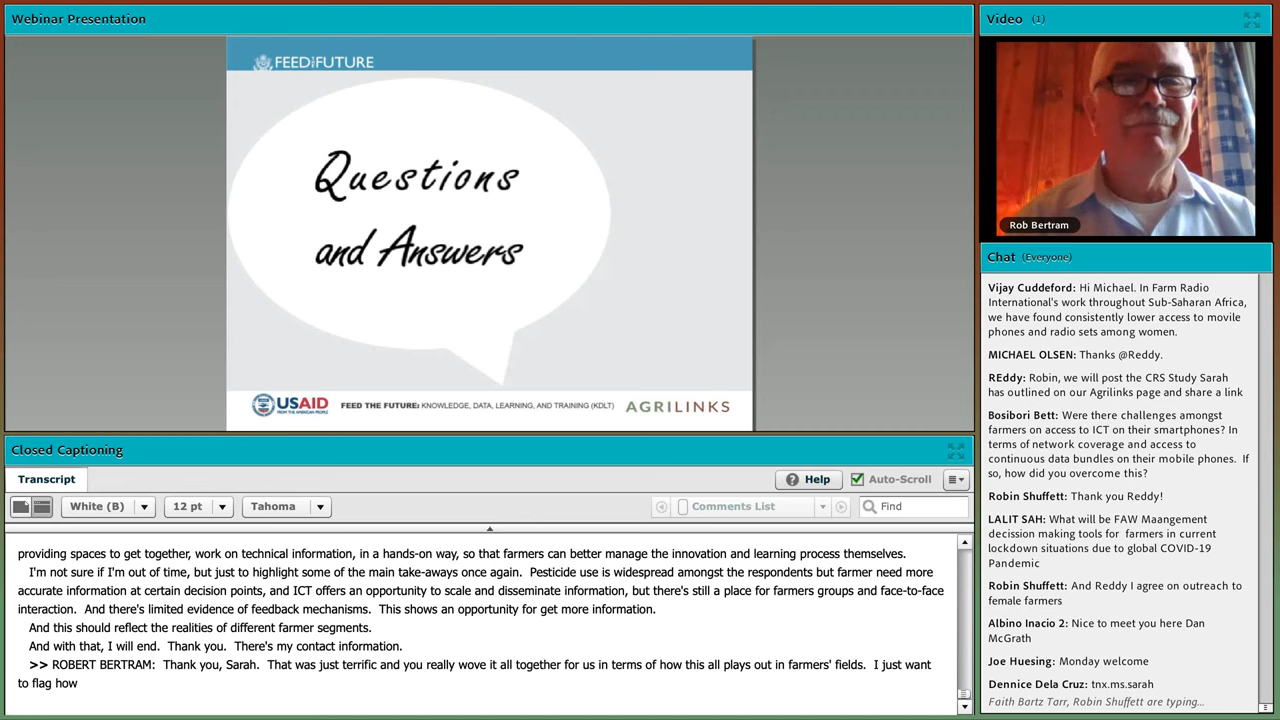 Webinar Presentation
FEED THE FUTURE
Questions
and Answers
USAID
FROM THE AMERICAN PEOPLE
FEED THE FUTURE: KNOWLEDGE, DATA, LEARNING, AND TRAINING (KDLT)
AGRILINKS
Closed Captioning
Transcript
Help
Auto-Scroll
White (B)
12 pt
Tahoma
Comments List
Find
providing spaces to get together, work on technical information, in a hands-on way, so that farmers can better manage the innovation and learning process themselves.
I'm not sure if I'm out of time, but just to highlight some of the main take-aways once again. Pesticide use is widespread amongst the respondents but farmer need more
accurate information at certain decision points, and ICT offers an opportunity to scale and disseminate information, but there's still a place for farmers groups and face-to-face
interaction. And there's limited evidence of feedback mechanisms. This shows an opportunity for get more information.
And this should reflect the realities of different farmer segments.
And with that, I will end. Thank you. There's my contact information.
>> ROBERT BERTRAM: Thank you, Sarah. That was just terrific and you really wove it all together for us in terms of how this all plays out in farmers' fields. I just want
to flag how
Video (1)
Rob Bertram
Chat (Everyone)
Vijay Cuddeford: Hi Michael. In Farm Radio
International's work throughout Sub-Saharan Africa,
we have found consistently lower access to movile
phones and radio sets among women.
MICHAEL OLSEN: Thanks @Reddy.
REddy: Robin, we will post the CRS Study Sarah
has outlined on our Agrilinks page and share a link
Bosibori Bett: Were there challenges amongst
farmers on access to ICT on their smartphones? In
terms of network coverage and access to
continuous data bundles on their mobile phones. If
so, how did you overcome this?
Robin Shuffett: Thank you Reddy!
LALIT SAH: What will be FAW Maangement
decision making tools for farmers in current
lockdown situations due to global COVID-19
Pandemic
Robin Shuffett: And Reddy I agree on outreach to
female farmers
Albino Inacio 2: Nice to meet you here Dan
McGrath
Joe Huesing: Monday welcome
Dennice Dela Cruz: tnx.ms.sarah
Faith Bartz Tarr, Robin Shuffett are typing...